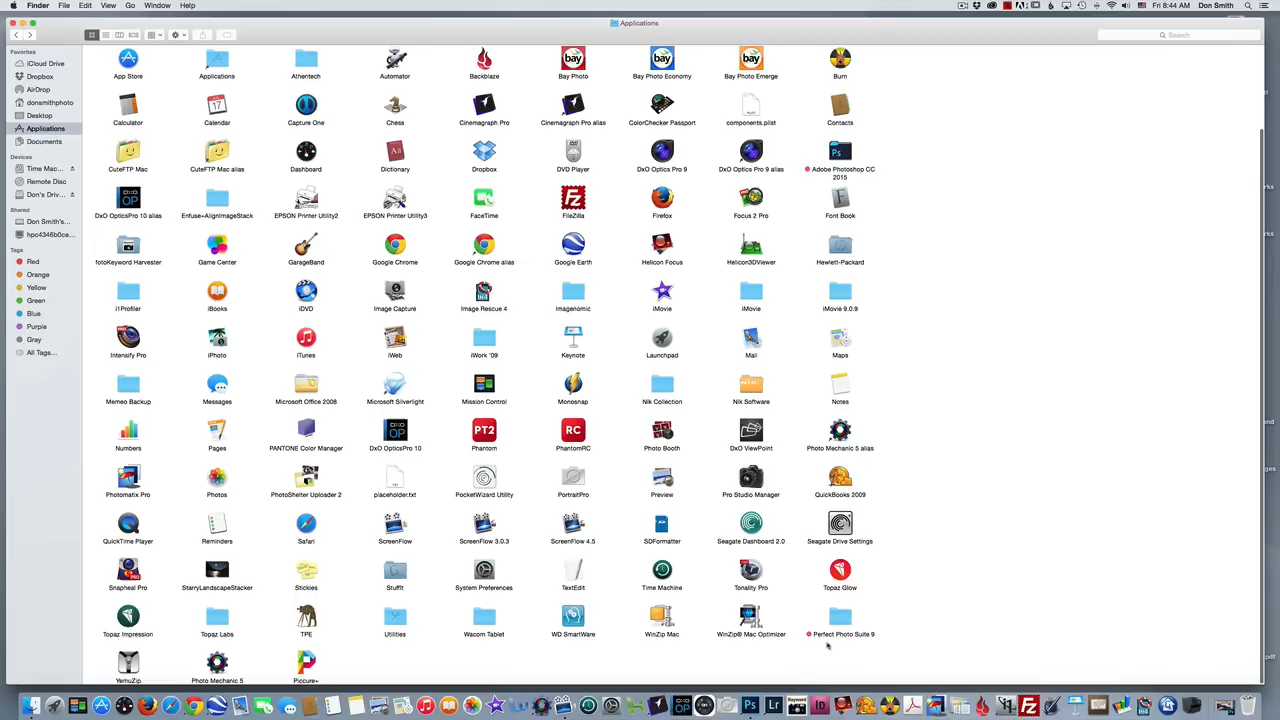 Finder File Edit View Go Window Help Fri 8:44 AM Don Smith
Applications
Search
Favorites
iCloud Drive
Dropbox
AirDrop
donsmithphoto
Desktop
Applications
Documents
Devices
Time Mac...
Remote Disc
Don's Driv...
Shared
Don Smith's...
hpc4346b0ce...
Tags
Red
Orange
Yellow
Green
Blue
Purple
Gray
All Tags...
App Store Applications Athentech Automator Backblaze Bay Photo Bay Photo Economy Bay Photo Emerge Burn
Calculator Calendar Capture One Chess Cinemagraph Pro Cinemagraph Pro alias ColorChecker Passport components.plist Contacts
CuteFTP Mac CuteFTP Mac alias Dashboard Dictionary Dropbox DVD Player DxO Optics Pro 9 DxO Optics Pro 9 alias Adobe Photoshop CC
2015
DxO OpticsPro 10 alias Enfuse+AlignImageStack EPSON Printer Utility2 EPSON Printer Utility3 FaceTime FileZilla Firefox Focus 2 Pro Font Book
fotoKeyword Harvester Game Center GarageBand Google Chrome Google Chrome alias Google Earth Helicon Focus Helicon3DViewer Hewlett-Packard
i1Profiler iBooks iDVD Image Capture Image Rescue 4 Imagenomic iMovie iMovie iMovie 9.0.9
Intensify Pro iPhoto iTunes iWeb iWork '09 Keynote Launchpad Mail Maps
Memeo Backup Messages Microsoft Office 2008 Microsoft Silverlight Mission Control Monosnap Nik Collection Nik Software Notes
Numbers Pages PANTONE Color Manager DxO OpticsPro 10 Phantom PhantomRC Photo Booth DxO ViewPoint Photo Mechanic 5 alias
Photomatix Pro Photos PhotoShelter Uploader 2 placeholder.txt PocketWizard Utility PortraitPro Preview Pro Studio Manager QuickBooks 2009
QuickTime Player Reminders Safari ScreenFlow ScreenFlow 3.0.3 ScreenFlow 4.5 SDFormatter Seagate Dashboard 2.0 Seagate Drive Settings
Snapheal Pro StarryLandscapeStacker Stickies StuffIt System Preferences TextEdit Time Machine Tonality Pro Topaz Glow
Topaz Impression Topaz Labs TPE Utilities Wacom Tablet WD SmartWare WinZip Mac WinZip® Mac Optimizer Perfect Photo Suite 9
YemuZip Photo Mechanic 5 Piccure+